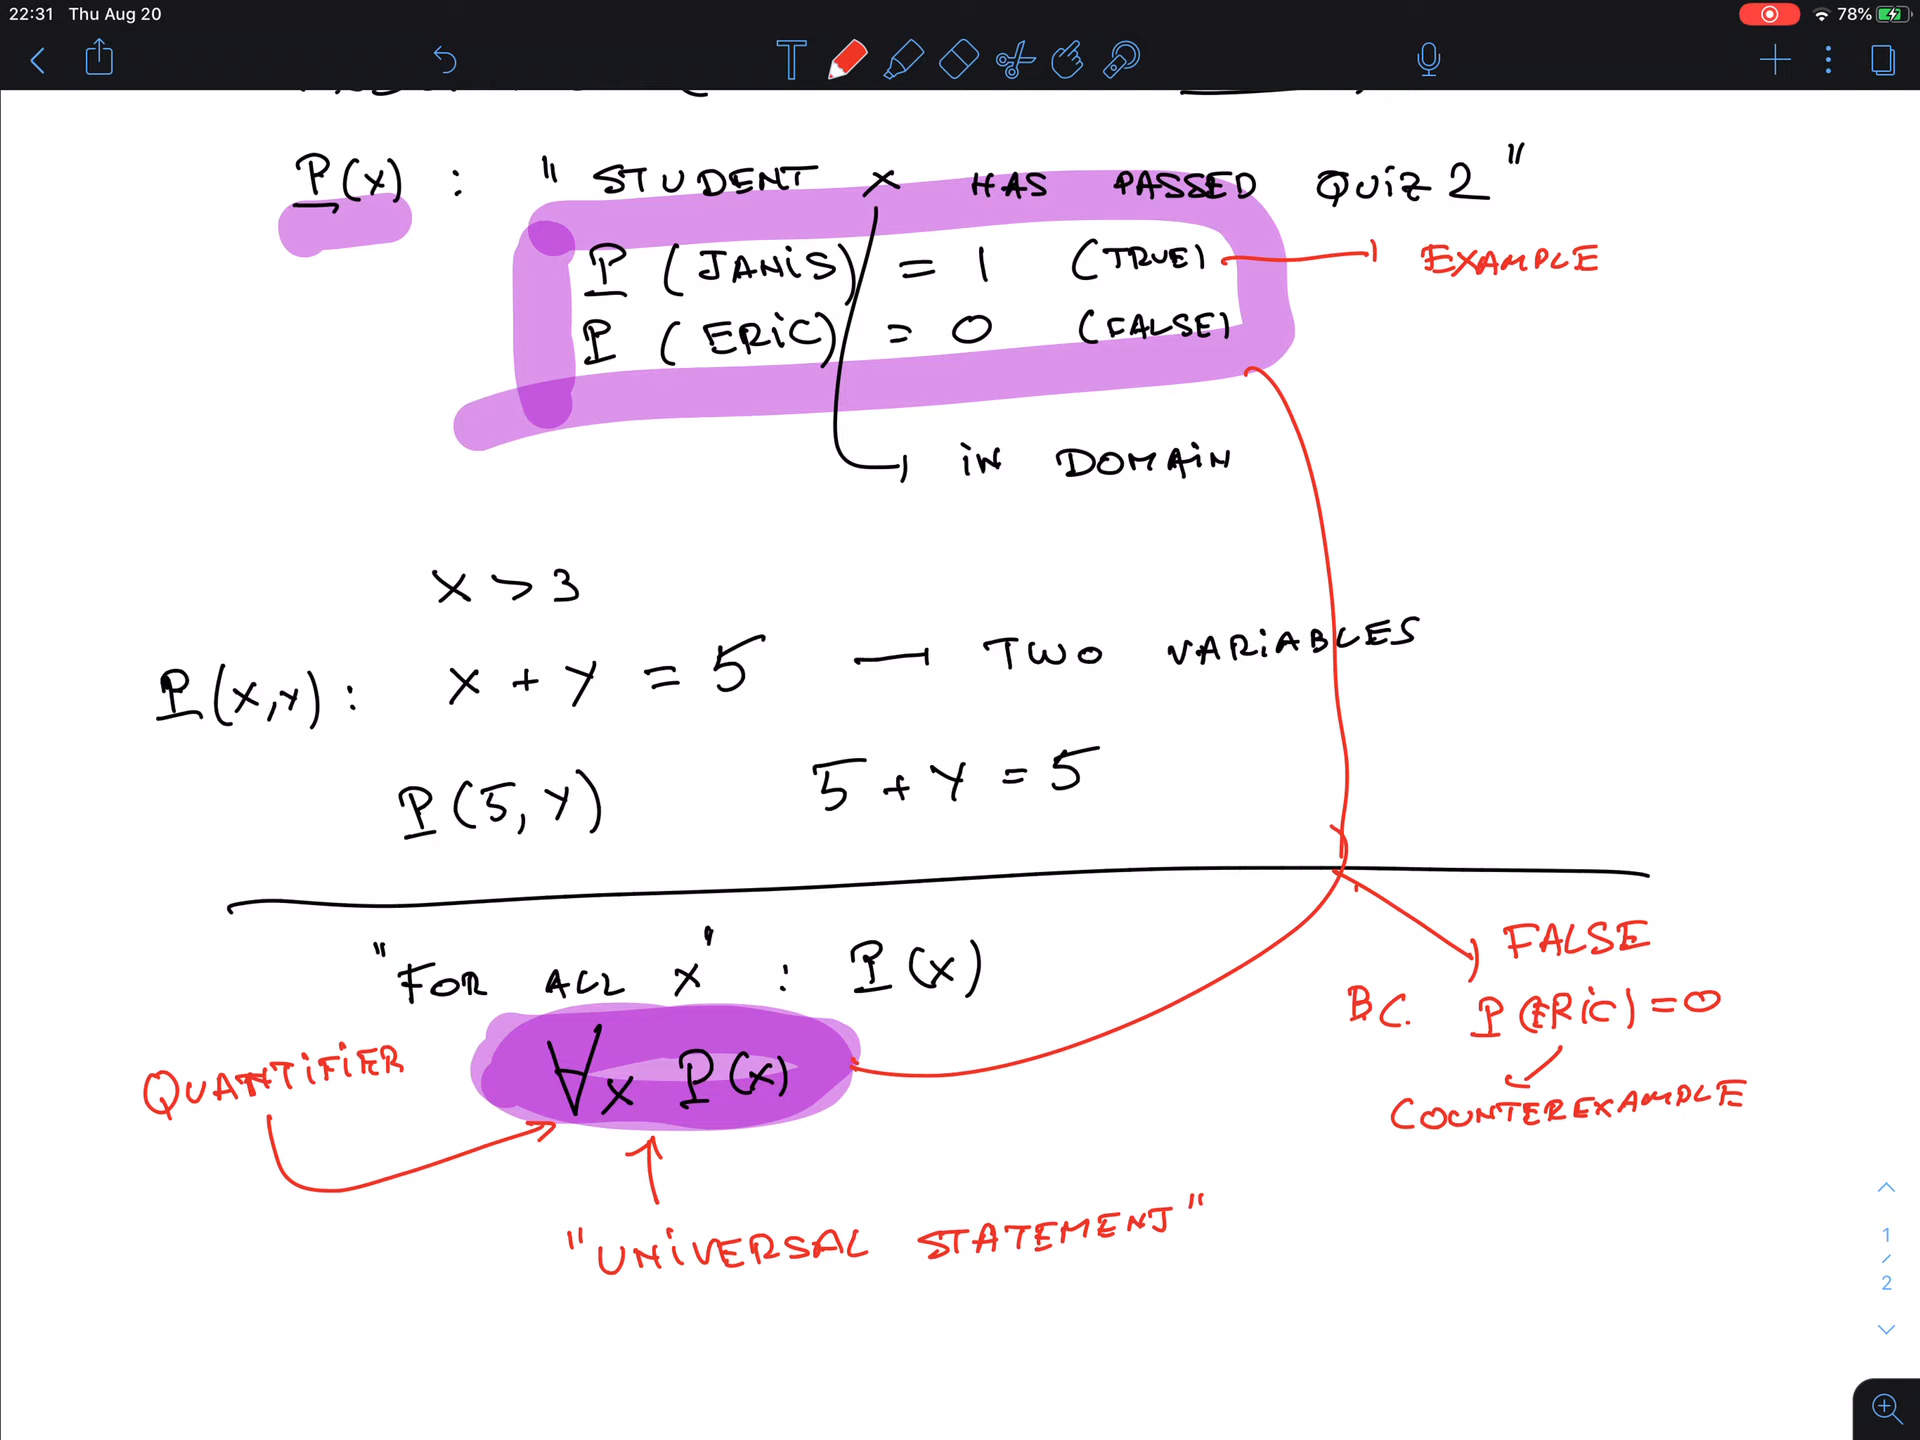 22:31 Thu Aug 20
78%
P(x) : "STUDENT x HAS PASSED QUiZ 2"
P (JANiS) = 1 (TRUE) EXAMPLE
P (ERiC) = 0 (FALSE)
iN DOMAiN
x > 3
P(x,y): x + y = 5 — TWO VARiABLES
P(5, y) 5 + y = 5
"FOR ALL x" : P(x)
FALSE
B C. P(ERiC) = 0
QUANTiFiER ∀x P(x)
COUNTEREXAMPLE
"UNiVERSAL STATEMENT"
1
/
2